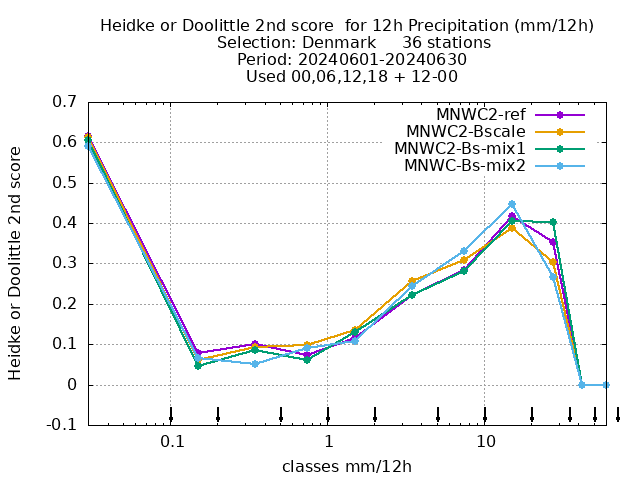 Heidke or Doolittle 2nd score  for 12h Precipitation (mm/12h)
Selection: Denmark     36 stations
Period: 20240601-20240630
Used 00,06,12,18 + 12-00
MNWC2-ref
MNWC2-Bscale
MNWC2-Bs-mix1
MNWC-Bs-mix2
Heidke or Doolittle 2nd score
0.7
0.6
0.5
0.4
0.3
0.2
0.1
0
-0.1
0.1 1 10
classes mm/12h